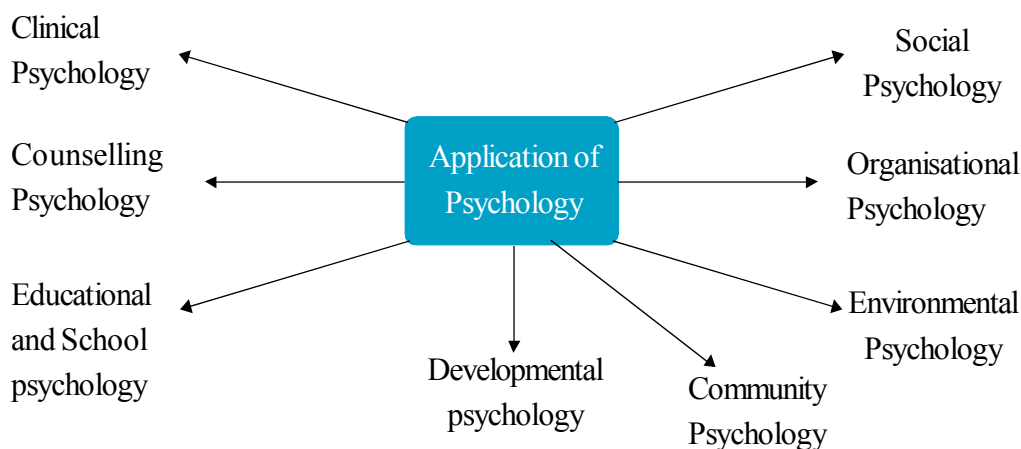 Clinical
Psychology
Social
Psychology
Application of
Psychology
Counselling
Psychology
Organisational
Psychology
Educational
and School
psychology
Environmental
Psychology
Developmental
psychology
Community
Psychology